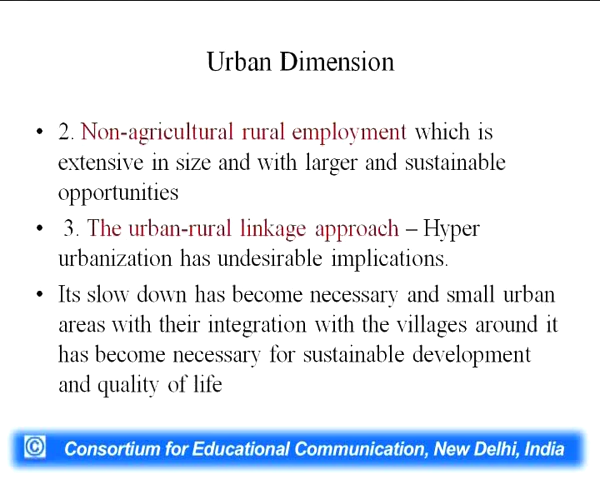 Urban Dimension
• 2. Non-agricultural rural employment which is
extensive in size and with larger and sustainable
opportunities
• 3. The urban-rural linkage approach – Hyper
urbanization has undesirable implications.
• Its slow down has become necessary and small urban
areas with their integration with the villages around it
has become necessary for sustainable development
and quality of life
© Consortium for Educational Communication, New Delhi, India